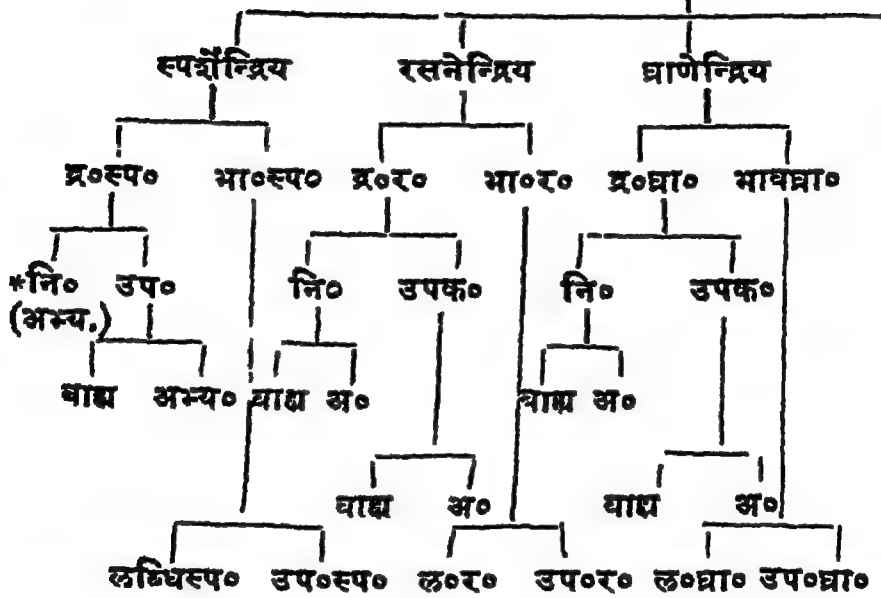 स्पर्शेन्द्रिय रसनेन्द्रिय घ्राणेन्द्रिय
द्र०स्प० भा०स्प० द्र०र० भा०र० द्र०घ्रा० भावघ्रा०
*नि० उप० नि० उपक० नि० उपक०
(अभ्य.)
बाह्य अभ्य० बाह्य अ० बाह्य अ०
बाह्य अ० बाह्य अ०
लब्धिस्प० उप०स्प० ल०र० उप०र० ल०घ्रा० उप०घ्रा०